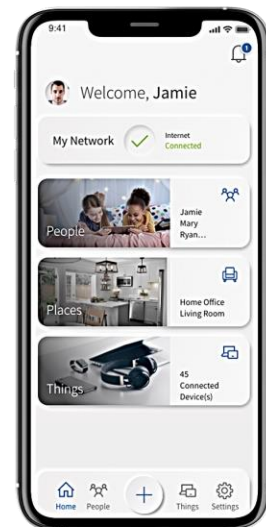 9:41
1
Welcome, Jamie
My Network
Internet
Connected
People
Jamie
Mary
Ryan...
Places
Home Office
Living Room
Things
45
Connected
Device(s)
Home
People
Things
Settings